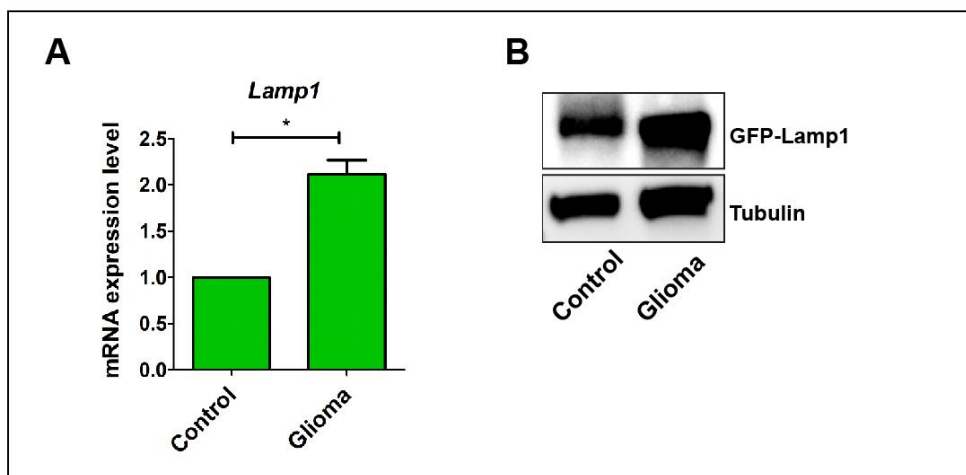 A
Lamp1
*
mRNA expression level
2.5
2.0
1.5
1.0
0.5
0.0
Control
Glioma
B
GFP-Lamp1
Tubulin
Control
Glioma